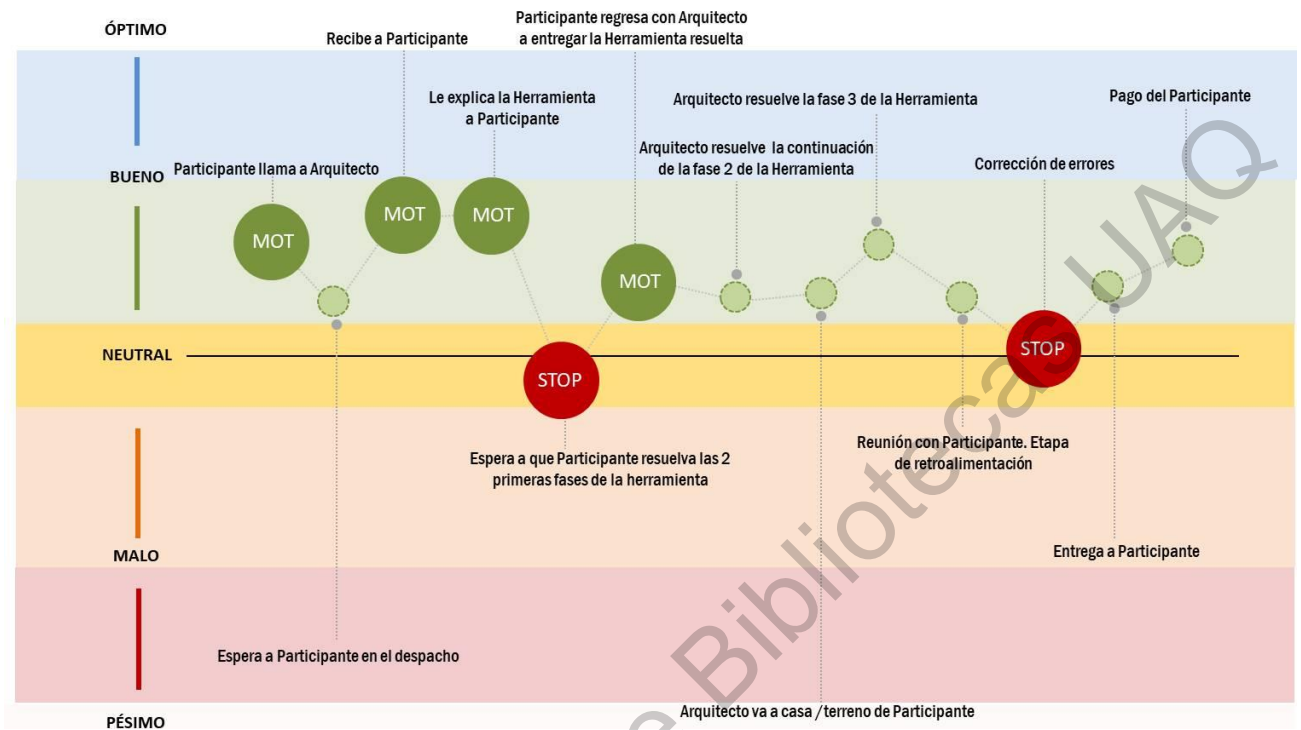 Participante regresa con Arquitecto
a entregar la Herramienta resuelta
ÓPTIMO
Recibe a Participante
Le explica la Herramienta
a Participante
Arquitecto resuelve la fase 3 de la Herramienta
Pago del Participante
Arquitecto resuelve la continuación
de la fase 2 de la Herramienta
Corrección de errores
BUENO
Participante llama a Arquitecto
MOT
MOT
MOT
MOT
NEUTRAL
STOP
STOP
Espera a que Participante resuelva las 2
primeras fases de la herramienta
Reunión con Participante. Etapa
de retroalimentación
MALO
Entrega a Participante
Espera a Participante en el despacho
PÉSIMO
Arquitecto va a casa /terreno de Participante
de Bibliotecas UAQ